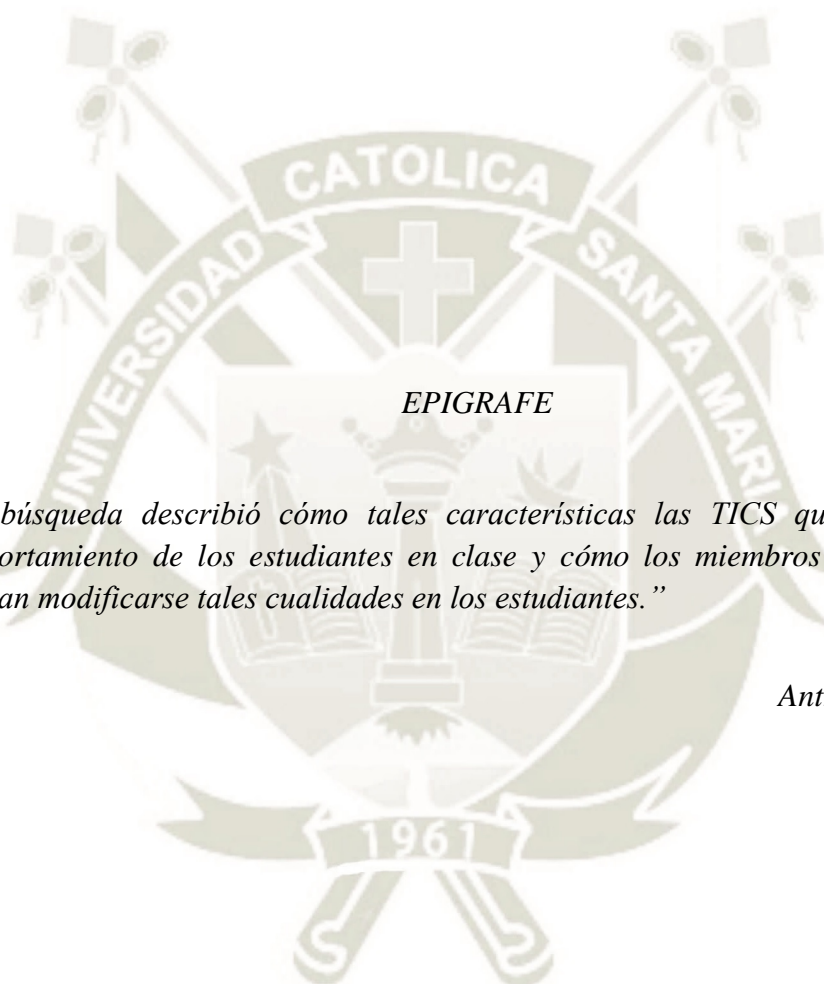 UNIVERSIDAD CATOLICA SANTA MARI
EPIGRAFE
búsqueda describió cómo tales características las TICS qu
ortamiento de los estudiantes en clase y cómo los miembros
an modificarse tales cualidades en los estudiantes.”
Ant
1961